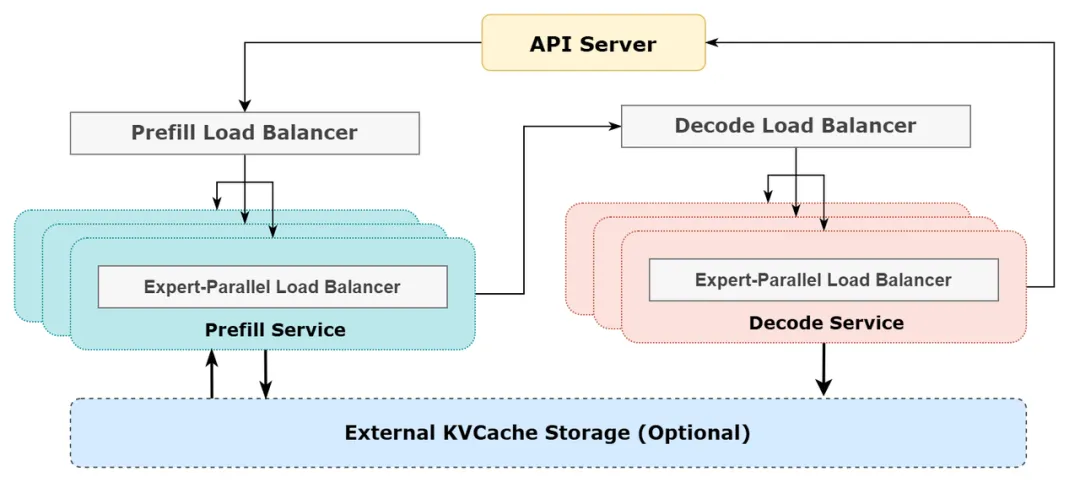 API Server
Prefill Load Balancer
Decode Load Balancer
Expert-Parallel Load Balancer
Prefill Service
Expert-Parallel Load Balancer
Decode Service
External KVCache Storage (Optional)